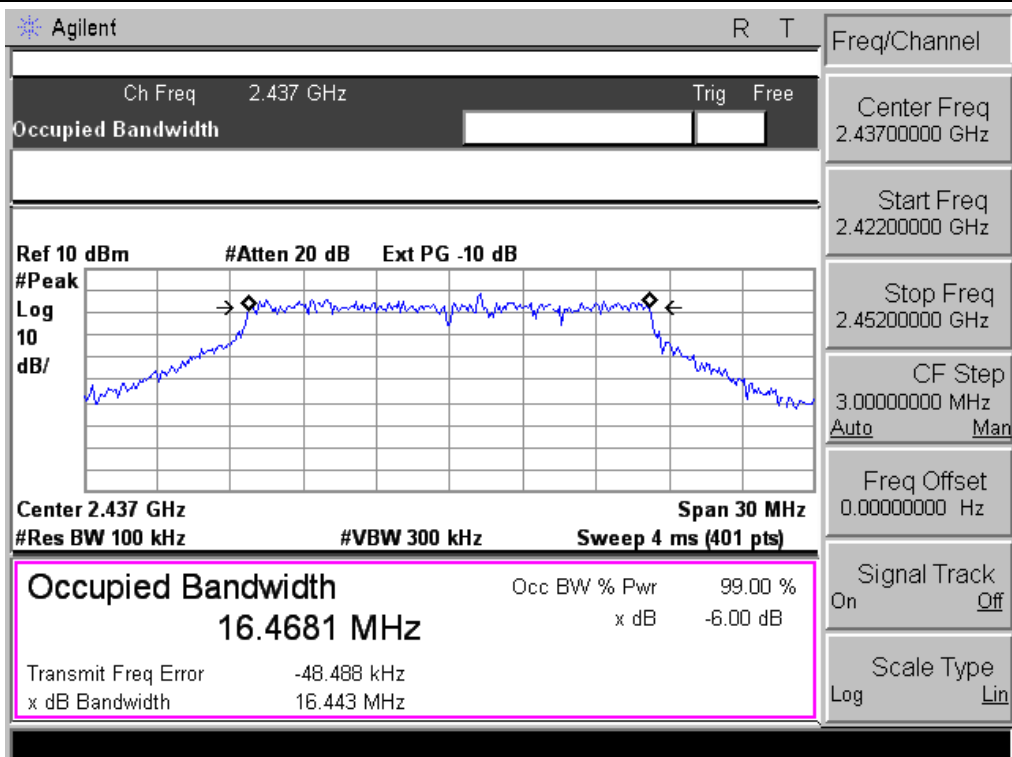 Agilent R T
Ch Freq 2.437 GHz Trig Free
Occupied Bandwidth
Ref 10 dBm #Atten 20 dB Ext PG -10 dB
#Peak
Log
10
dB/
Center 2.437 GHz Span 30 MHz
#Res BW 100 kHz #VBW 300 kHz Sweep 4 ms (401 pts)
Occupied Bandwidth Occ BW % Pwr 99.00 %
16.4681 MHz x dB -6.00 dB
Transmit Freq Error -48.488 kHz
x dB Bandwidth 16.443 MHz
Freq/Channel
Center Freq
2.43700000 GHz
Start Freq
2.42200000 GHz
Stop Freq
2.45200000 GHz
CF Step
3.00000000 MHz
Auto Man
Freq Offset
0.00000000 Hz
Signal Track
On Off
Scale Type
Log Lin